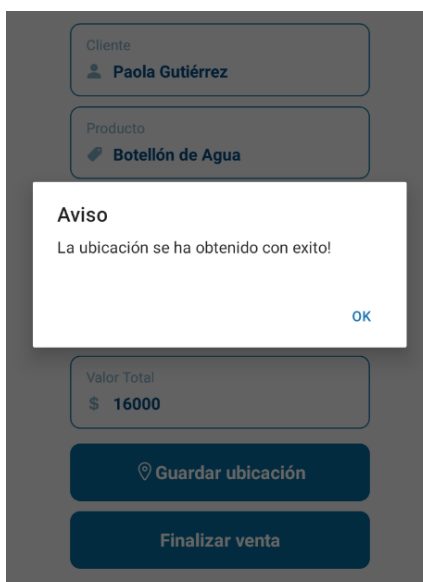 Cliente
Paola Gutiérrez
Producto
Botellón de Agua
Aviso
La ubicación se ha obtenido con exito!
OK
Valor Total
$ 16000
Guardar ubicación
Finalizar venta